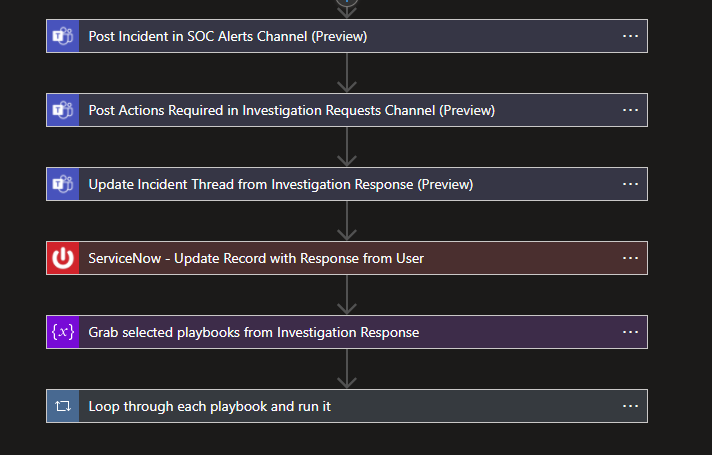 Post Incident in SOC Alerts Channel (Preview)
Post Actions Required in Investigation Requests Channel (Preview)
Update Incident Thread from Investigation Response (Preview)
ServiceNow - Update Record with Response from User
{x} Grab selected playbooks from Investigation Response
Loop through each playbook and run it